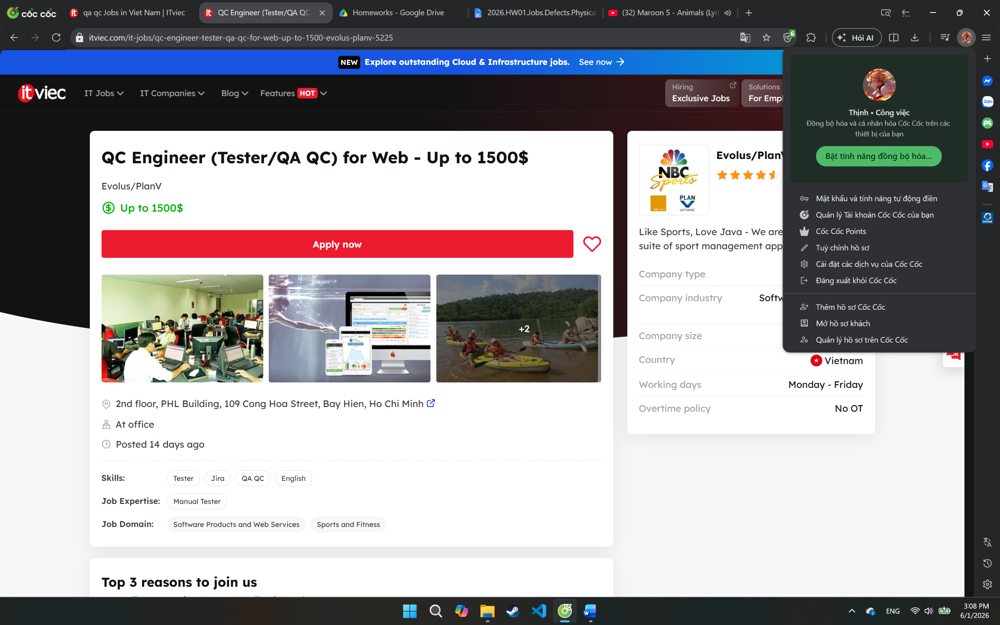 cốc cốc
qa qc Jobs in Viet Nam | ITviec
QC Engineer (Tester/QA QC)
Homeworks - Google Drive
2026.HW01.Jobs.Defects.Physical
(32) Maroon 5 - Animals (Lyri
itviec.com/it-jobs/qc-engineer-tester-qa-qc-for-web-up-to-1500-evolus-planv-5225
6
Hỏi AI
NEW Explore outstanding Cloud & Infrastructure jobs. See now
itviec
IT Jobs
IT Companies
Blog
Features HOT
Hiring
Exclusive Jobs
Solutions
For Empl
Thịnh • Công việc
Đồng bộ hóa và cá nhân hóa Cốc Cốc trên các
thiết bị của bạn
Bật tính năng đồng bộ hóa...
Mật khẩu và tính năng tự động điền
Quản lý Tài khoản Cốc Cốc của bạn
Cốc Cốc Points
Tuỳ chỉnh hồ sơ
Cài đặt các dịch vụ của Cốc Cốc
Đăng xuất khỏi Cốc Cốc
Thêm hồ sơ Cốc Cốc
Mở hồ sơ khách
Quản lý hồ sơ trên Cốc Cốc
Zalo
QC Engineer (Tester/QA QC) for Web - Up to 1500$
Evolus/PlanV
Up to 1500$
Apply now
+2
2nd floor, PHL Building, 109 Cong Hoa Street, Bay Hien, Ho Chi Minh
At office
Posted 14 days ago
Skills:
Tester
Jira
QA QC
English
Job Expertise:
Manual Tester
Job Domain:
Software Products and Web Services
Sports and Fitness
Top 3 reasons to join us
NBC
Sports
PLAN
SOFTWARE
Evolus/PlanV
Like Sports, Love Java - We are
suite of sport management app
Company type
Company industry
Softw
Company size
Country
Vietnam
Working days
Monday - Friday
Overtime policy
No OT
ENG
3:08 PM
6/1/2026